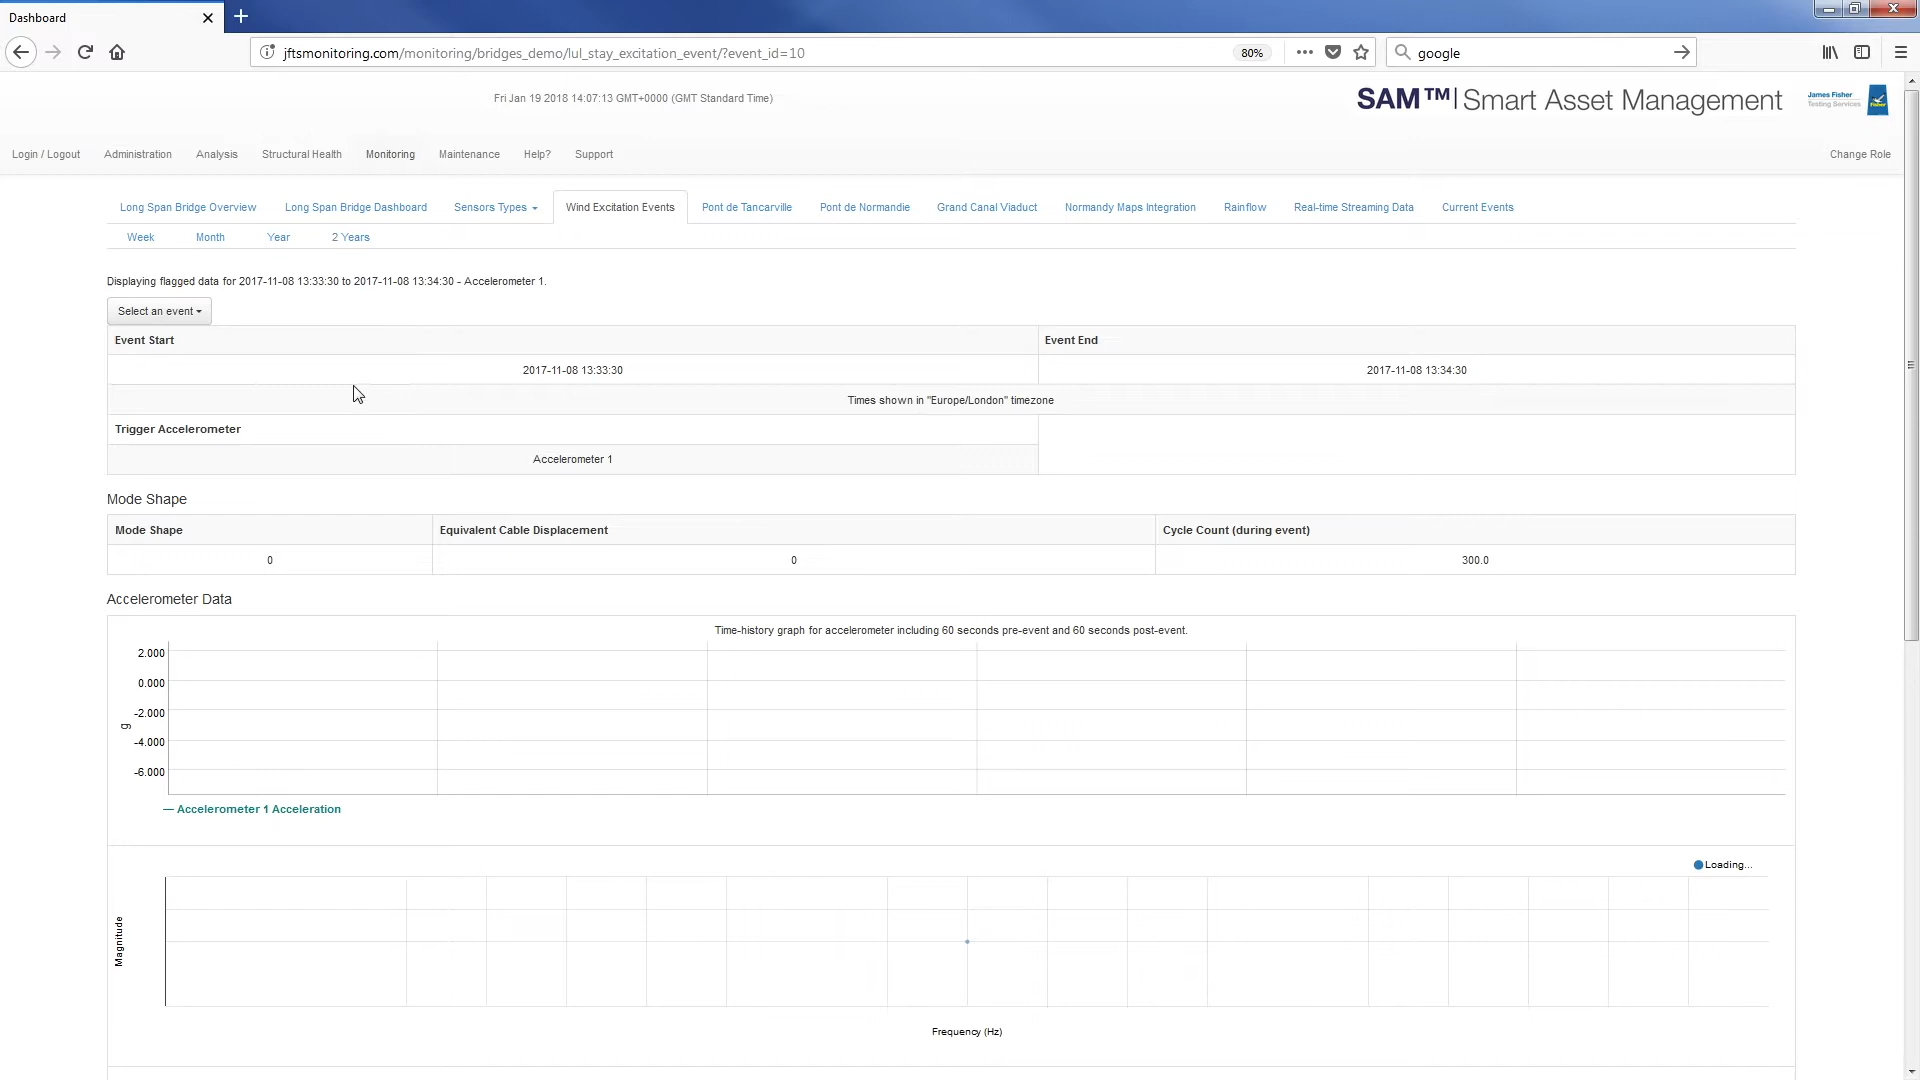 Dashboard
jftsmonitoring.com/monitoring/bridges_demo/lul_stay_excitation_event/?event_id=10
80%
google
Fri Jan 19 2018 14:07:13 GMT+0000 (GMT Standard Time)
SAM™| Smart Asset Management
James Fisher
Testing Services
Login / Logout Administration Analysis Structural Health Monitoring Maintenance Help? Support Change Role
Long Span Bridge Overview Long Span Bridge Dashboard Sensors Types Wind Excitation Events Pont de Tancarville Pont de Normandie Grand Canal Viaduct Normandy Maps Integration Rainflow Real-time Streaming Data Current Events
Week Month Year 2 Years
Displaying flagged data for 2017-11-08 13:33:30 to 2017-11-08 13:34:30 - Accelerometer 1.
Select an event
Event Start Event End
2017-11-08 13:33:30 2017-11-08 13:34:30
Times shown in "Europe/London" timezone
Trigger Accelerometer
Accelerometer 1
Mode Shape
Mode Shape Equivalent Cable Displacement Cycle Count (during event)
0 0 300.0
Accelerometer Data
Time-history graph for accelerometer including 60 seconds pre-event and 60 seconds post-event.
2.000
0.000
-2.000
g
-4.000
-6.000
— Accelerometer 1 Acceleration
Loading...
Magnitude
Frequency (Hz)